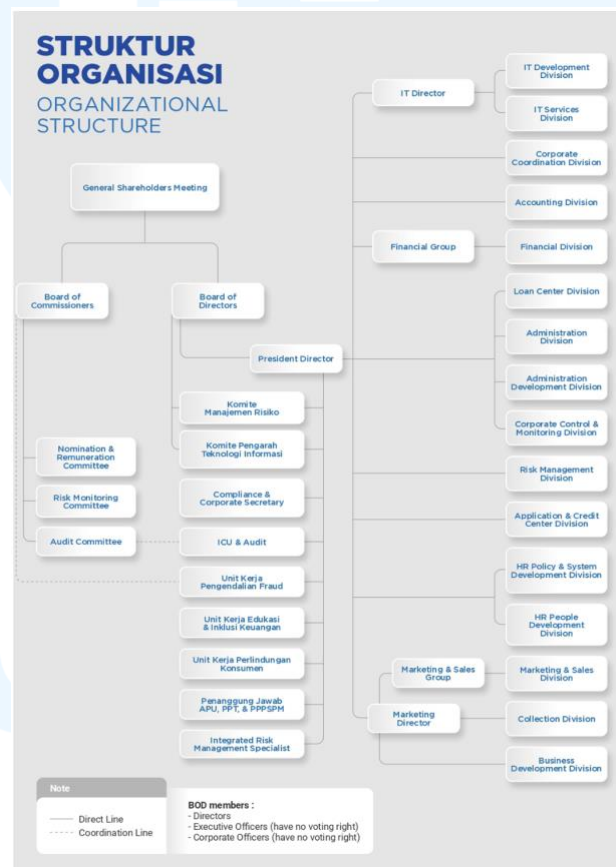 STRUKTUR
ORGANISASI
ORGANIZATIONAL
STRUCTURE
General Shareholders Meeting
Board of
Commissioners
Board of
Directors
President Director
Komite
Manajemen Risiko
Komite Pengarah
Teknologi Informasi
Compliance &
Corporate Secretary
ICU & Audit
Unit Kerja
Pengendalian Fraud
Unit Kerja Edukasi
& Inklusi Keuangan
Unit Kerja Perlindungan
Konsumen
Penanggung Jawab
APU, PPT, & PPPSPM
Integrated Risk
Management Specialist
Nomination &
Remuneration
Committee
Risk Monitoring
Committee
Audit Committee
IT Director
IT Development
Division
IT Services
Division
Corporate
Coordination Division
Accounting Division
Financial Group
Financial Division
Loan Center Division
Administration
Division
Administration
Development Division
Corporate Control &
Monitoring Division
Risk Management
Division
Application & Credit
Center Division
HR Policy & System
Development Division
HR People
Development
Division
Marketing & Sales
Group
Marketing & Sales
Division
Marketing
Director
Collection Division
Business
Development Division
Note
Direct Line
Coordination Line
BOD members :
- Directors
- Executive Officers (have no voting right)
- Corporate Officers (have no voting right)